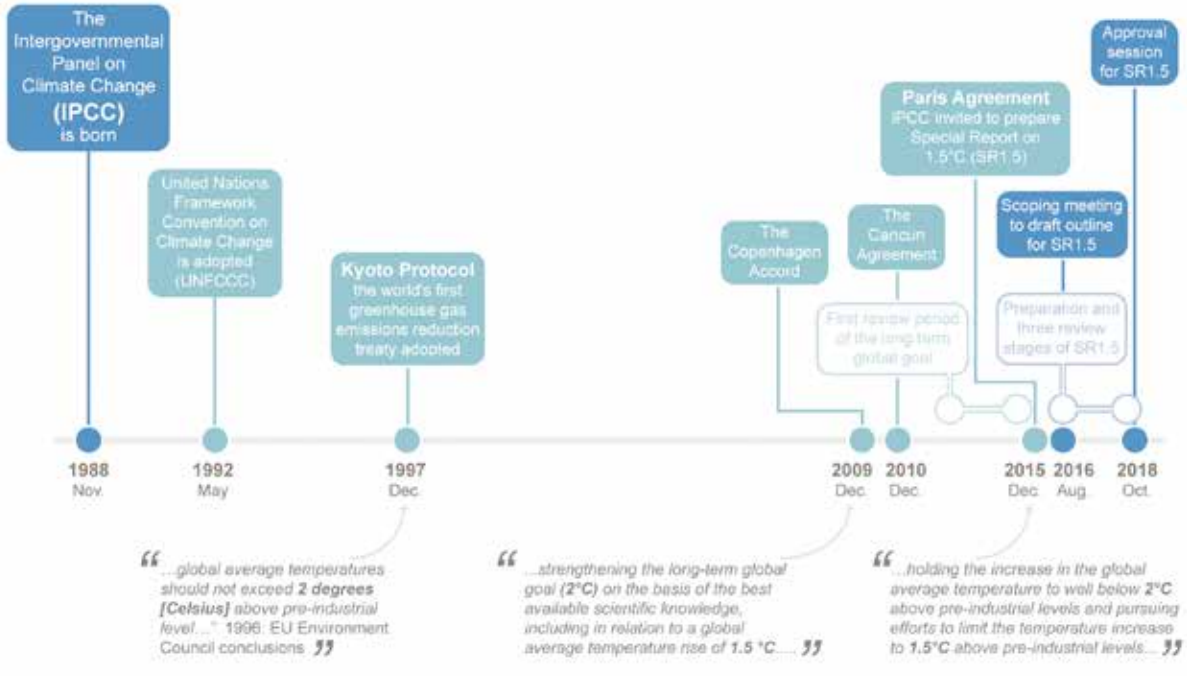 The
Intergovernmental
Panel on
Climate Change
(IPCC)
is born
United Nations
Framework
Convention on
Climate Change
is adopted
(UNFCCC)
Kyoto Protocol
the world's first
greenhouse gas
emissions reduction
treaty adopted
The
Copenhagen
Accord
The
Cancun
Agreement
First review period
of the long term
global goal
Paris Agreement
IPCC invited to prepare
Special Report on
1.5°C (SR1.5)
Scoping meeting
to draft outline
for SR1.5
Preparation and
three review
stages of SR1.5
Approval
session
for SR1.5
1988
Nov.
1992
May
1997
Dec.
2009
Dec.
2010
Dec.
2015
Dec.
2016
Aug.
2018
Oct.
“ ...global average temperatures
should not exceed 2 degrees
[Celsius] above pre-industrial
level...” 1996: EU Environment
Council conclusions ”
“ ...strengthening the long-term global
goal (2°C) on the basis of the best
available scientific knowledge,
including in relation to a global
average temperature rise of 1.5 °C..... ”
“ ...holding the increase in the global
average temperature to well below 2°C
above pre-industrial levels and pursuing
efforts to limit the temperature increase
to 1.5°C above pre-industrial levels... ”